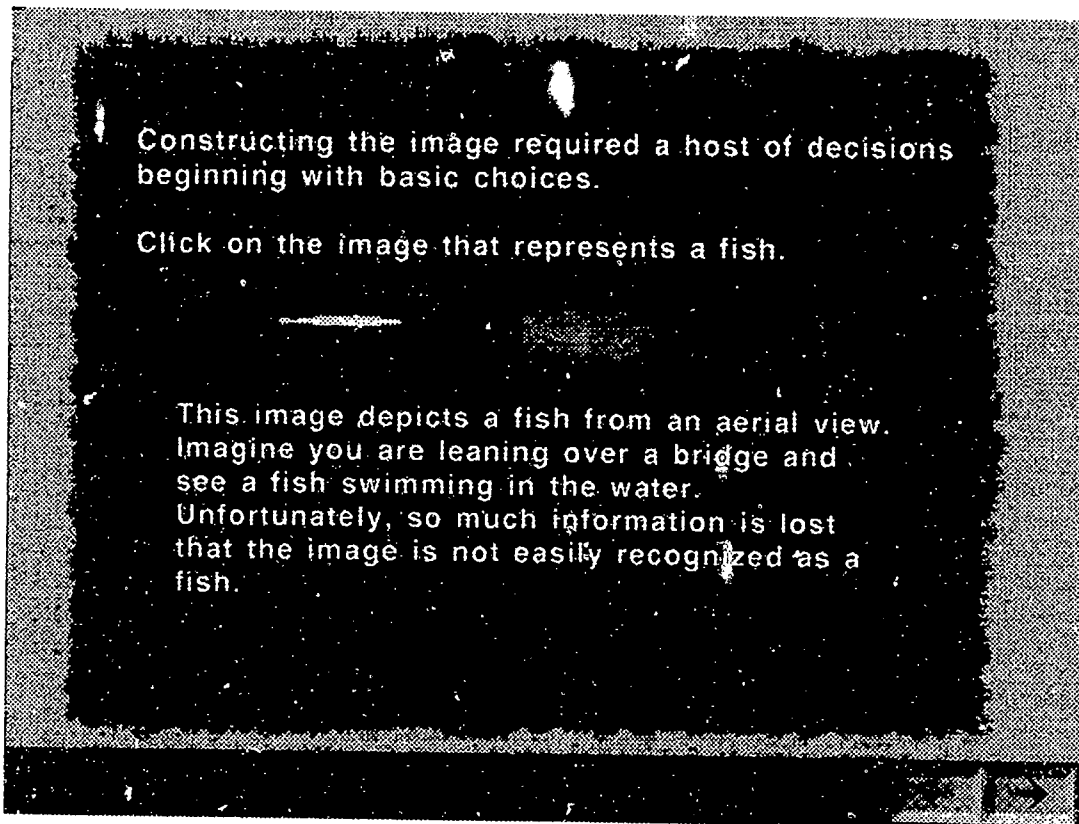 Constructing the image required a host of decisions
beginning with basic choices.
Click on the image that represents a fish.
This image depicts a fish from an aerial view.
Imagine you are leaning over a bridge and
see a fish swimming in the water.
Unfortunately, so much information is lost
that the image is not easily recognized as a
fish.